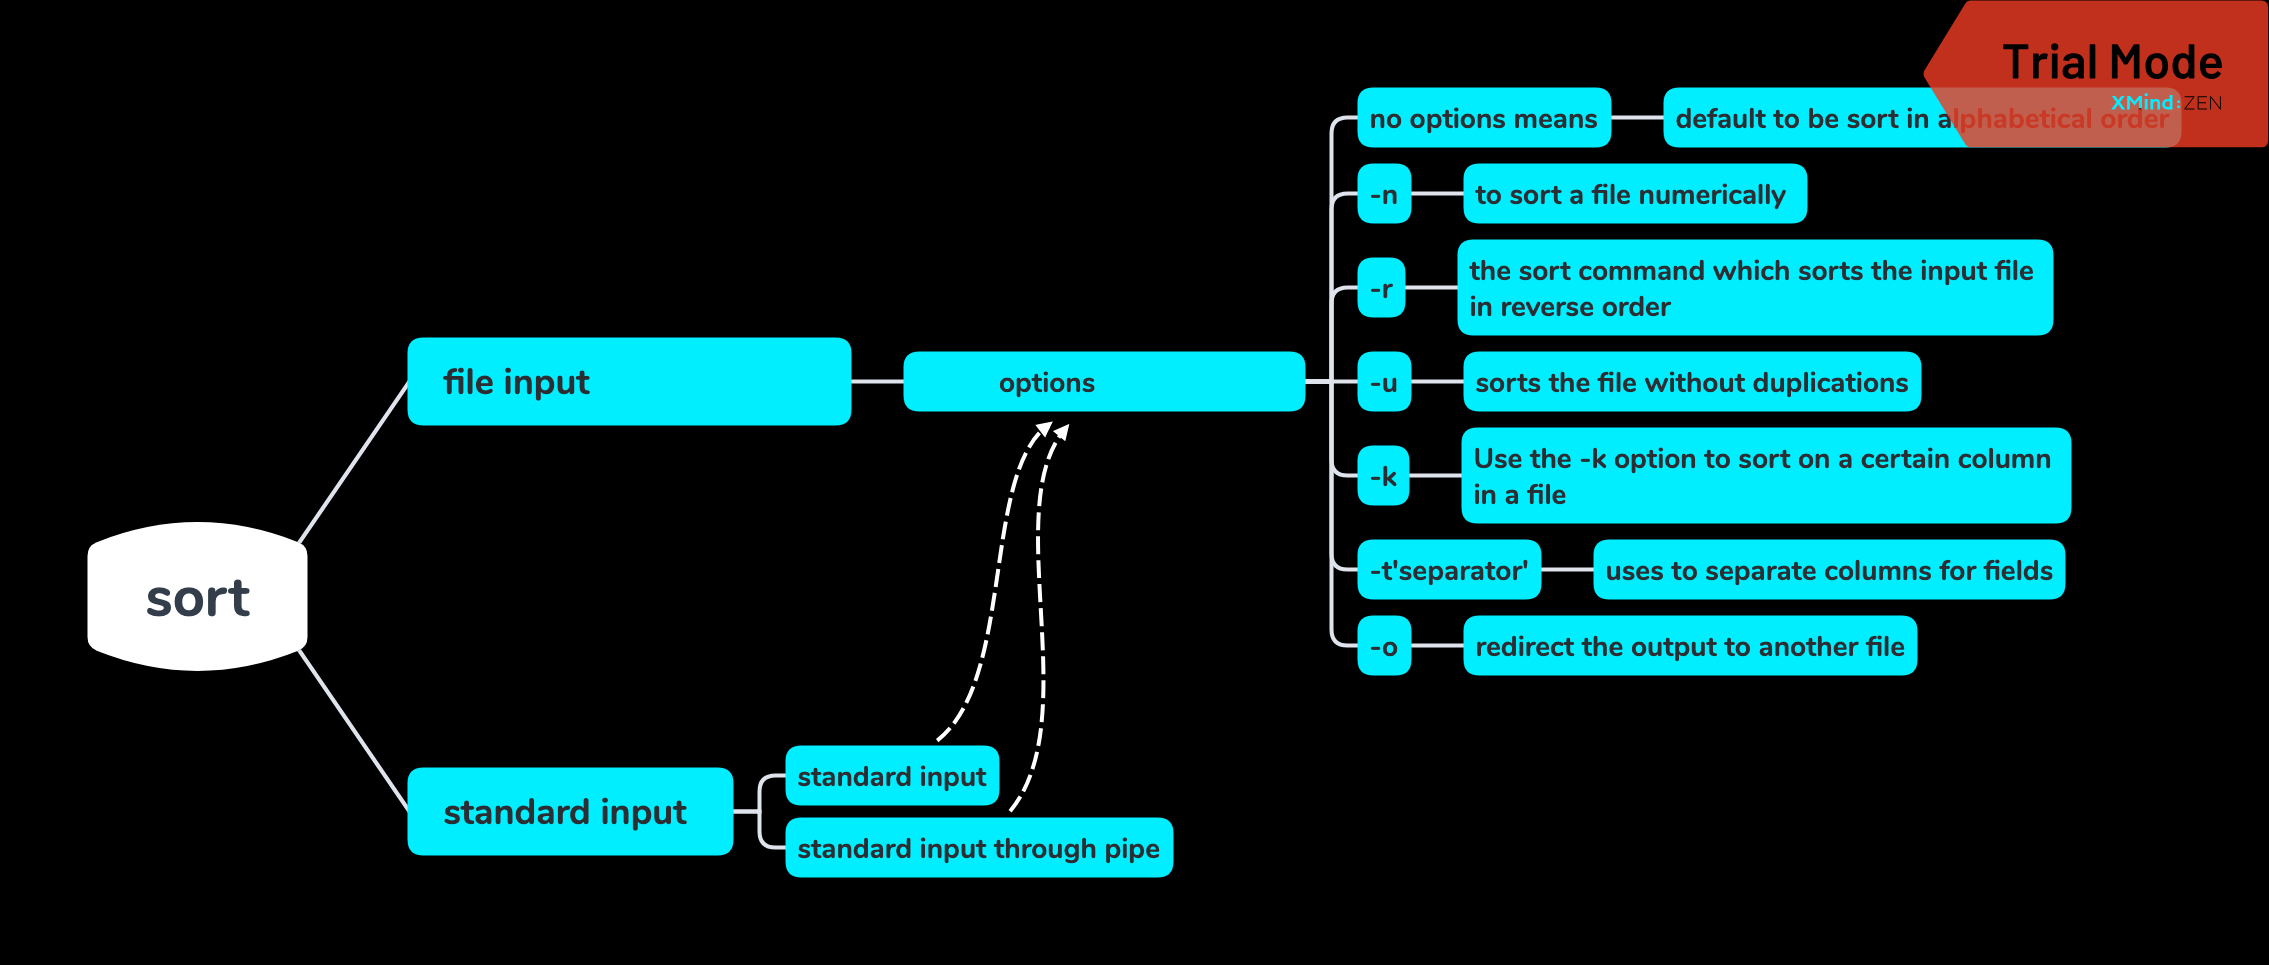 Trial Mode
XMind:ZEN
no options means
default to be sort in alphabetical order
-n
to sort a file numerically
-r
the sort command which sorts the input file
in reverse order
file input
options
-u
sorts the file without duplications
-k
Use the -k option to sort on a certain column
in a file
-t'separator'
uses to separate columns for fields
sort
-o
redirect the output to another file
standard input
standard input
standard input through pipe